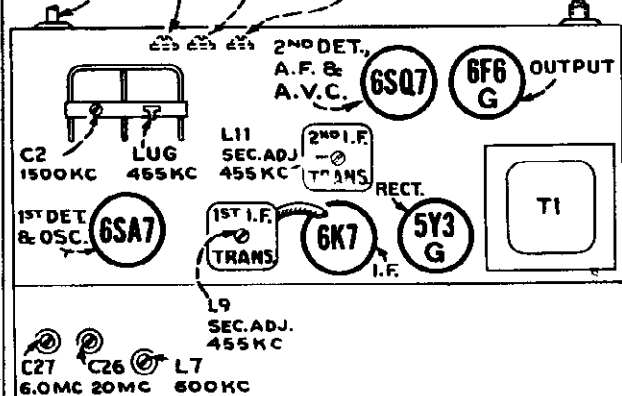 2ND DET.,
A.F. &
A.V.C.
6SQ7
6F6
G
OUTPUT
C2
1500KC
LUG
455KC
L11
SEC.ADJ.
455KC
2ND I.F.
TRANS.
1ST DET.
& OSC.
6SA7
1ST I.F.
TRANS.
6K7
I.F.
RECT.
5Y3
G
T1
L9
SEC.ADJ.
455KC
C27
6.0MC
C26
20MC
L7
600KC